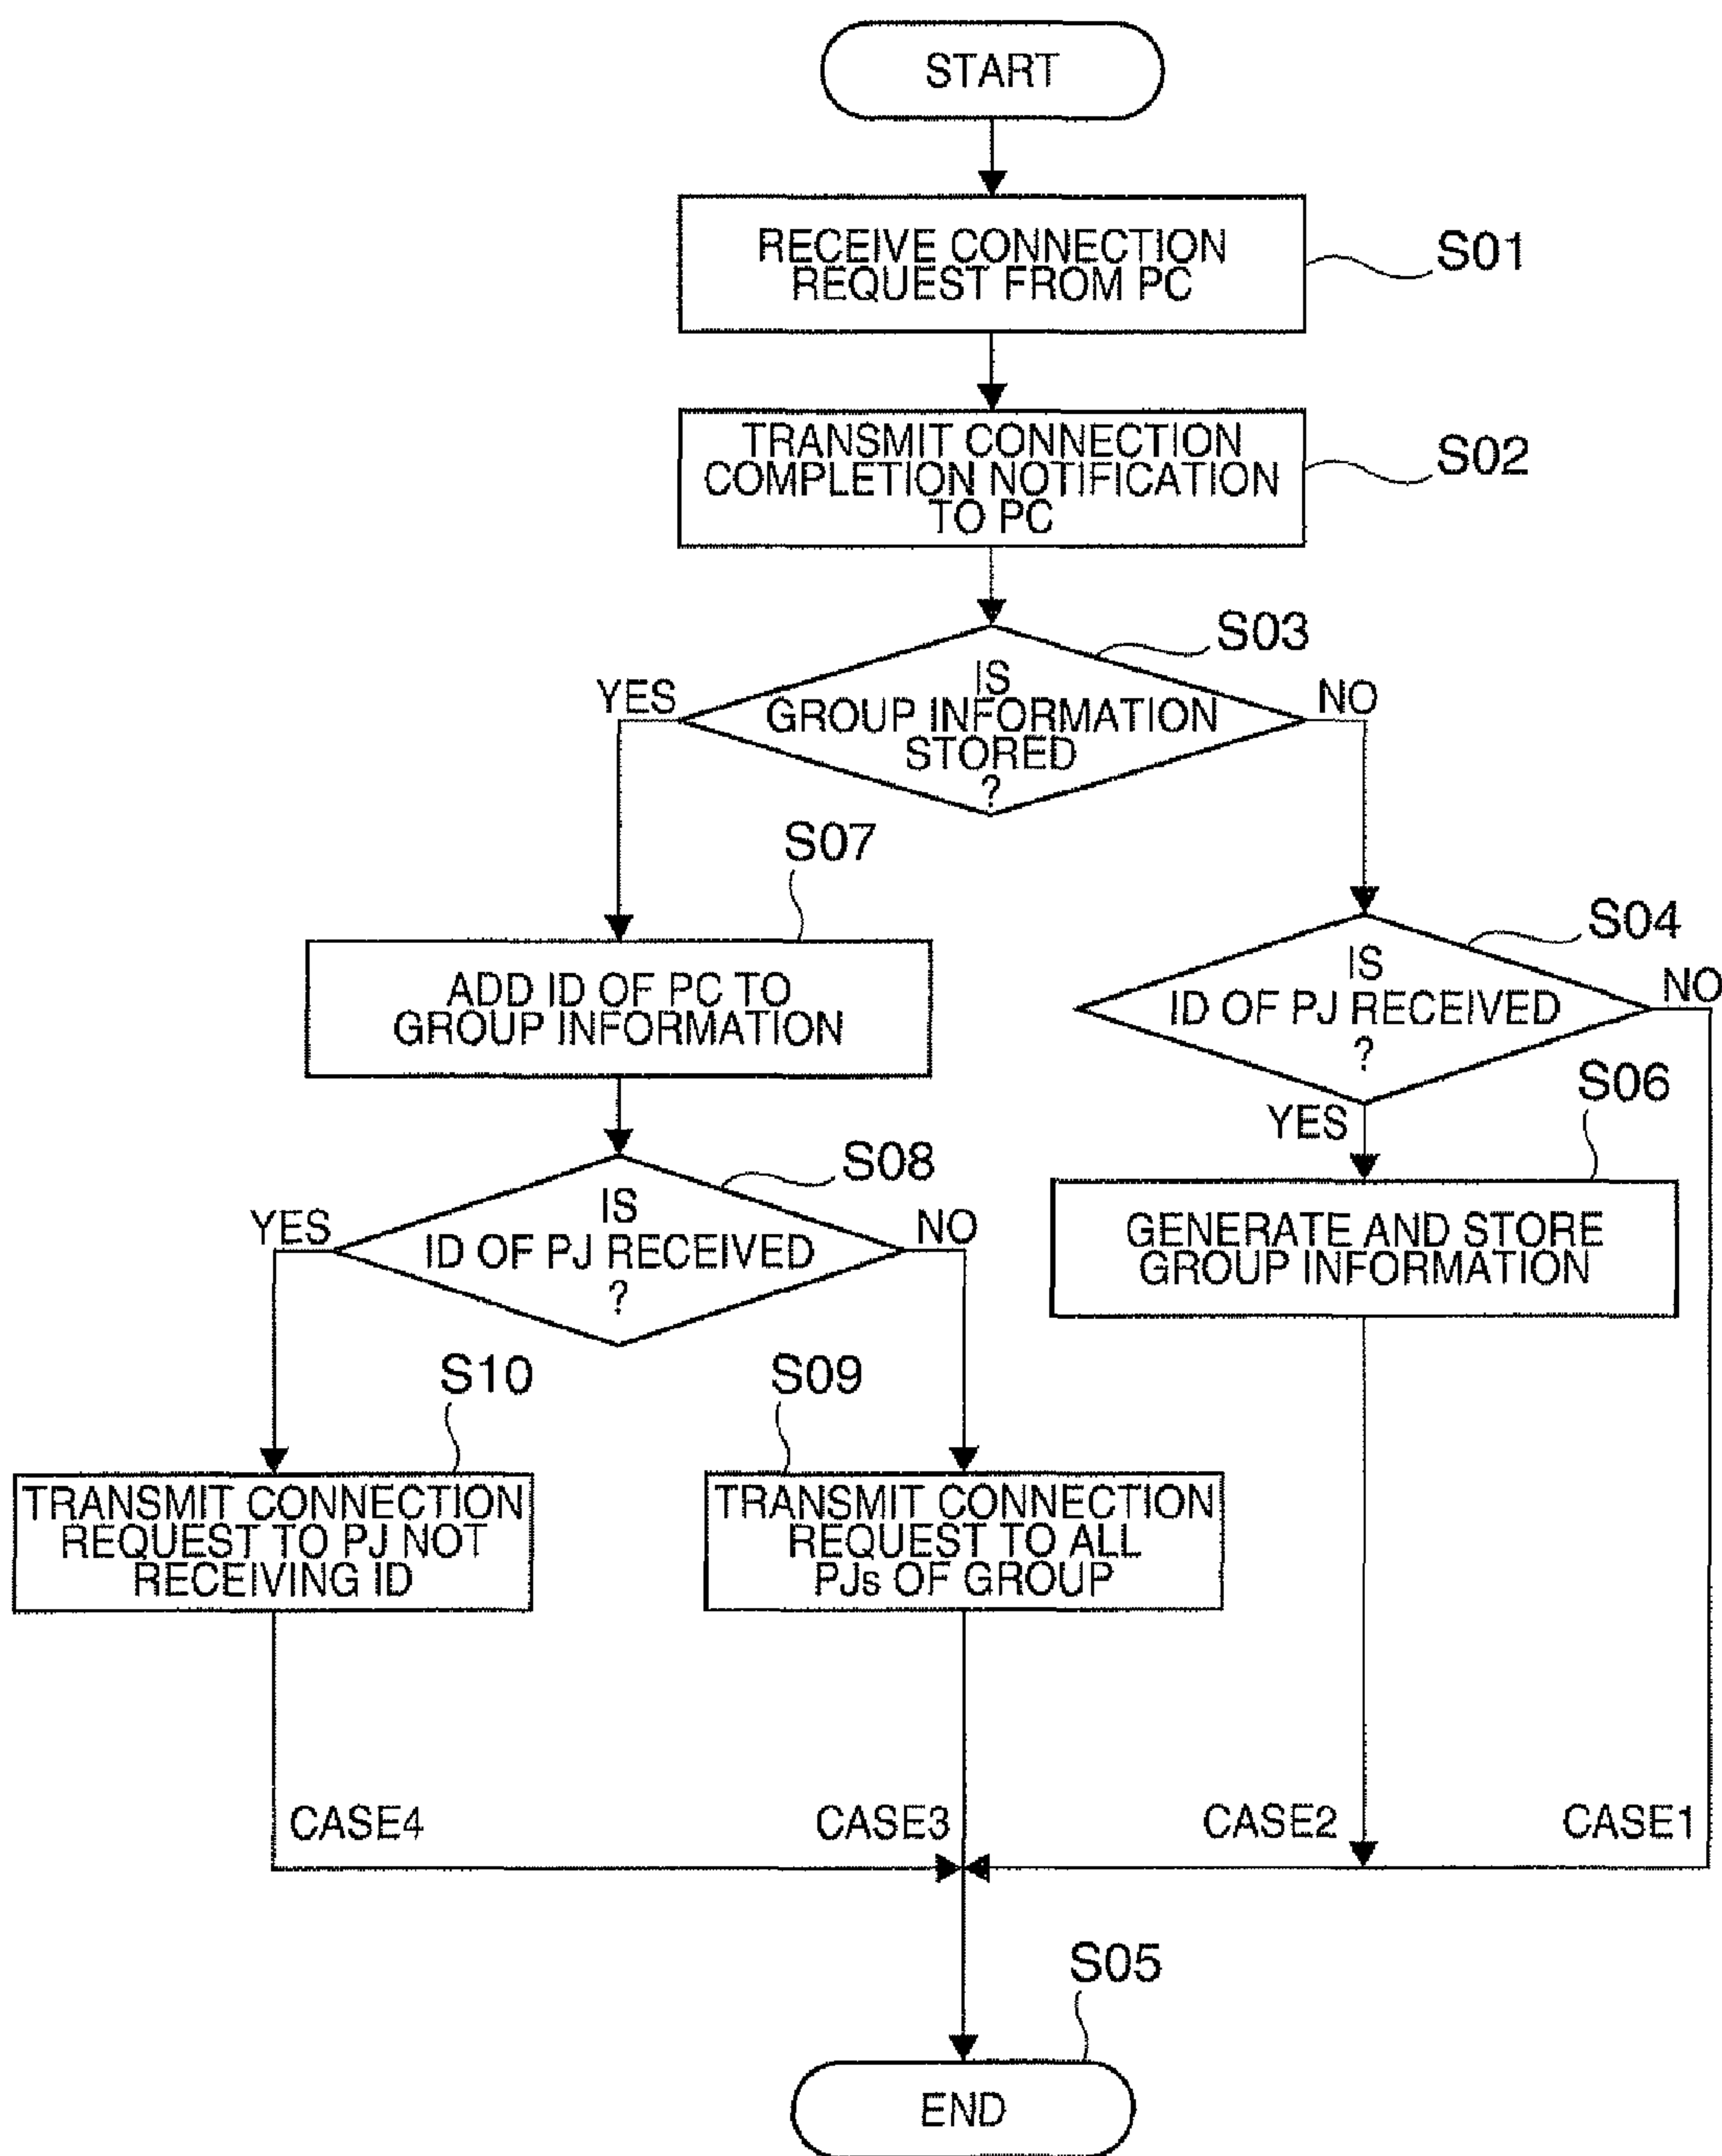 START
RECEIVE CONNECTION
REQUEST FROM PC
S01
TRANSMIT CONNECTION
COMPLETION NOTIFICATION
TO PC
S02
S03
IS
GROUP INFORMATION
STORED
?
YES
NO
S07
ADD ID OF PC TO
GROUP INFORMATION
S04
IS
ID OF PJ RECEIVED
?
NO
YES
S06
GENERATE AND STORE
GROUP INFORMATION
S08
IS
ID OF PJ RECEIVED
?
YES
NO
S10
TRANSMIT CONNECTION
REQUEST TO PJ NOT
RECEIVING ID
S09
TRANSMIT CONNECTION
REQUEST TO ALL
PJs OF GROUP
CASE4
CASE3
CASE2
CASE1
S05
END